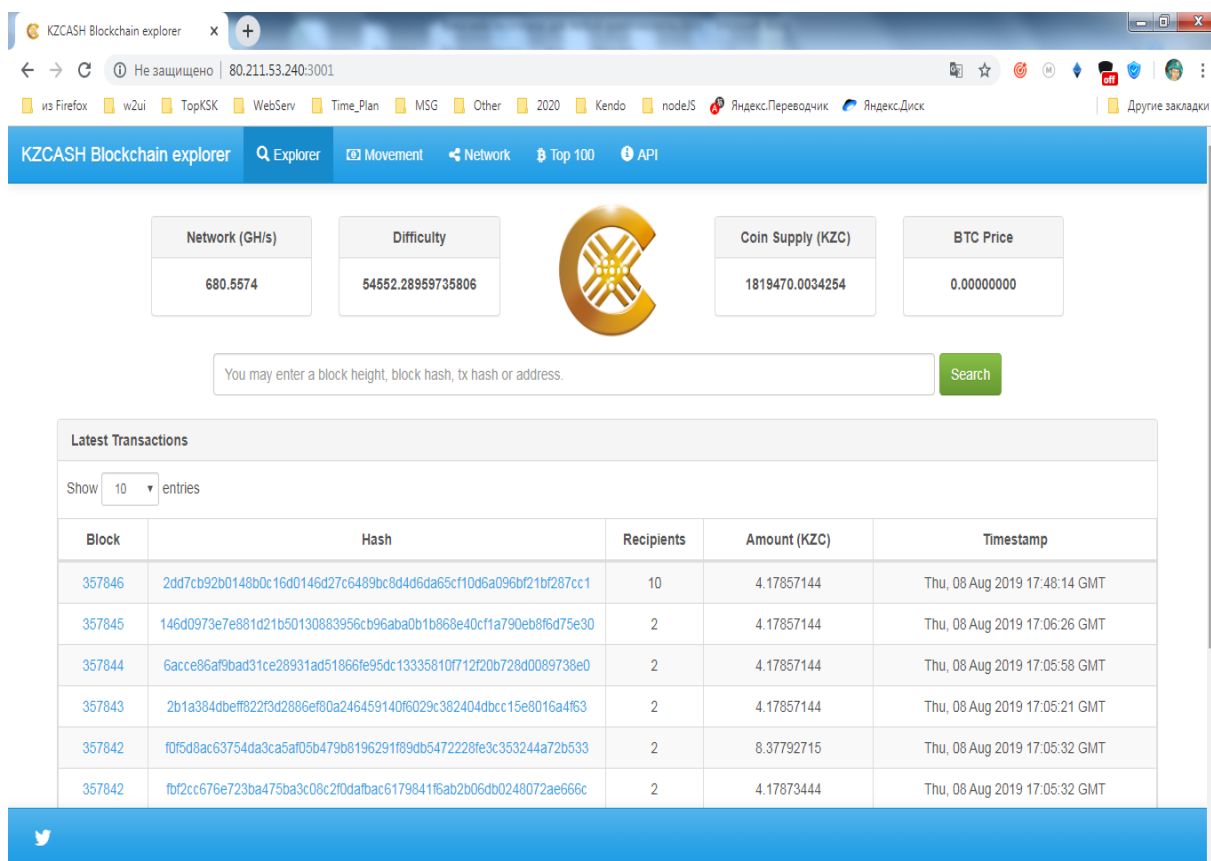 KZCASH Blockchain explorer
Не защищено 80.211.53.240:3001
off
из Firefox w2ui TopKSK WebServ Time_Plan MSG Other 2020 Kendo nodeJS Яндекс.Переводчик Яндекс.Диск Другие закладки
KZCASH Blockchain explorer Explorer Movement Network Top 100 API
Network (GH/s) Difficulty Coin Supply (KZC) BTC Price
680.5574 54552.28959735806 1819470.0034254 0.00000000
You may enter a block height, block hash, tx hash or address. Search
Latest Transactions
Show 10 entries
Block Hash Recipients Amount (KZC) Timestamp
357846 2dd7cb92b0148b0c16d0146d27c6489bc8d4d6da65cf10d6a096bf21bf287cc1 10 4.17857144 Thu, 08 Aug 2019 17:48:14 GMT
357845 146d0973e7e881d21b50130883956cb96aba0b1b868e40cf1a790eb8f6d75e30 2 4.17857144 Thu, 08 Aug 2019 17:06:26 GMT
357844 6acce86af9bad31ce28931ad51866fe95dc13335810f712f20b728d0089738e0 2 4.17857144 Thu, 08 Aug 2019 17:05:58 GMT
357843 2b1a384dbeff822f3d2886ef80a246459140f6029c382404dbcc15e8016a4f63 2 4.17857144 Thu, 08 Aug 2019 17:05:21 GMT
357842 f0f5d8ac63754da3ca5af05b479b8196291f89db5472228fe3c353244a72b533 2 8.37792715 Thu, 08 Aug 2019 17:05:32 GMT
357842 fbf2cc676e723ba475ba3c08c2f0dafbac6179841f6ab2b06db0248072ae666c 2 4.17873444 Thu, 08 Aug 2019 17:05:32 GMT